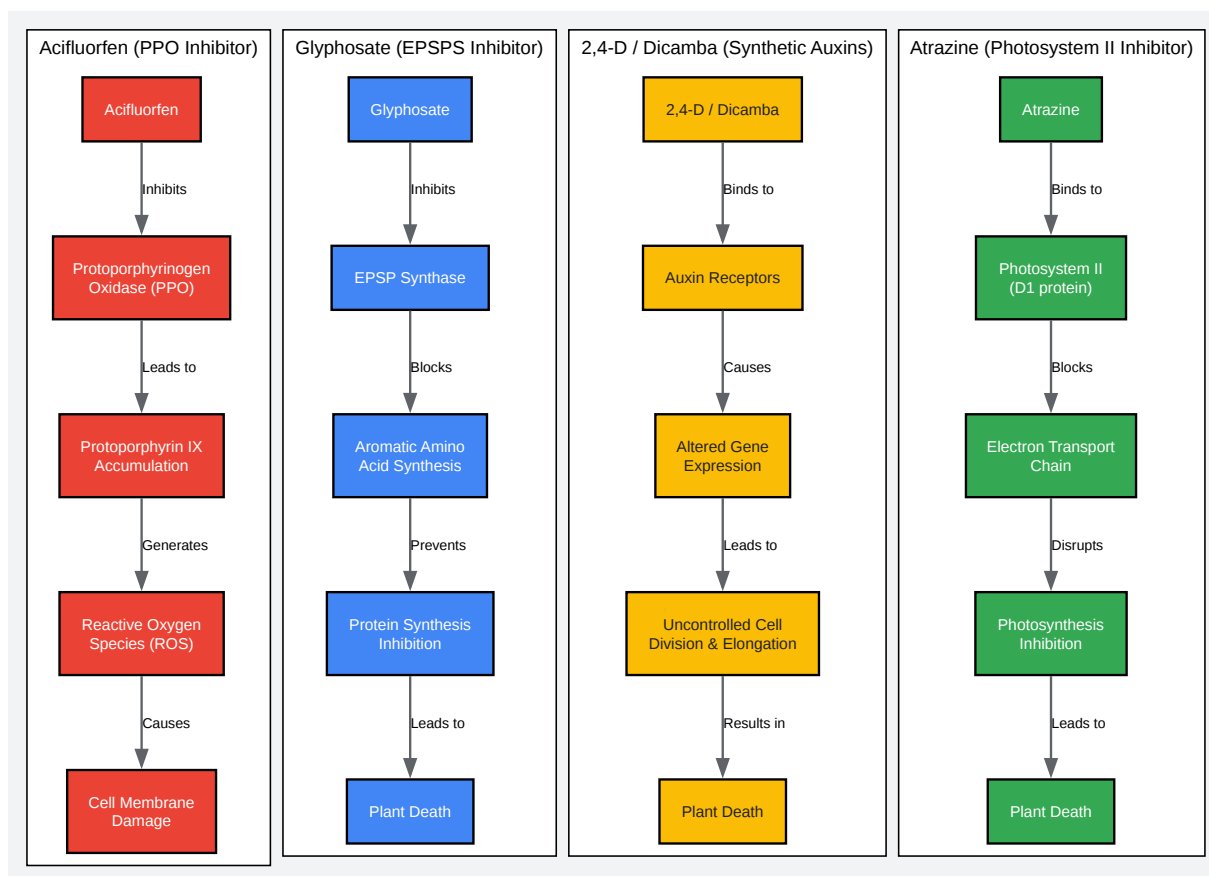 Acifluorfen (PPO Inhibitor)
Acifluorfen
Inhibits
Protoporphyrinogen
Oxidase (PPO)
Leads to
Protoporphyrin IX
Accumulation
Generates
Reactive Oxygen
Species (ROS)
Causes
Cell Membrane
Damage
Glyphosate (EPSPS Inhibitor)
Glyphosate
Inhibits
EPSP Synthase
Blocks
Aromatic Amino
Acid Synthesis
Prevents
Protein Synthesis
Inhibition
Leads to
Plant Death
2,4-D / Dicamba (Synthetic Auxins)
2,4-D / Dicamba
Binds to
Auxin Receptors
Causes
Altered Gene
Expression
Leads to
Uncontrolled Cell
Division & Elongation
Results in
Plant Death
Atrazine (Photosystem II Inhibitor)
Atrazine
Binds to
Photosystem II
(D1 protein)
Blocks
Electron Transport
Chain
Disrupts
Photosynthesis
Inhibition
Leads to
Plant Death